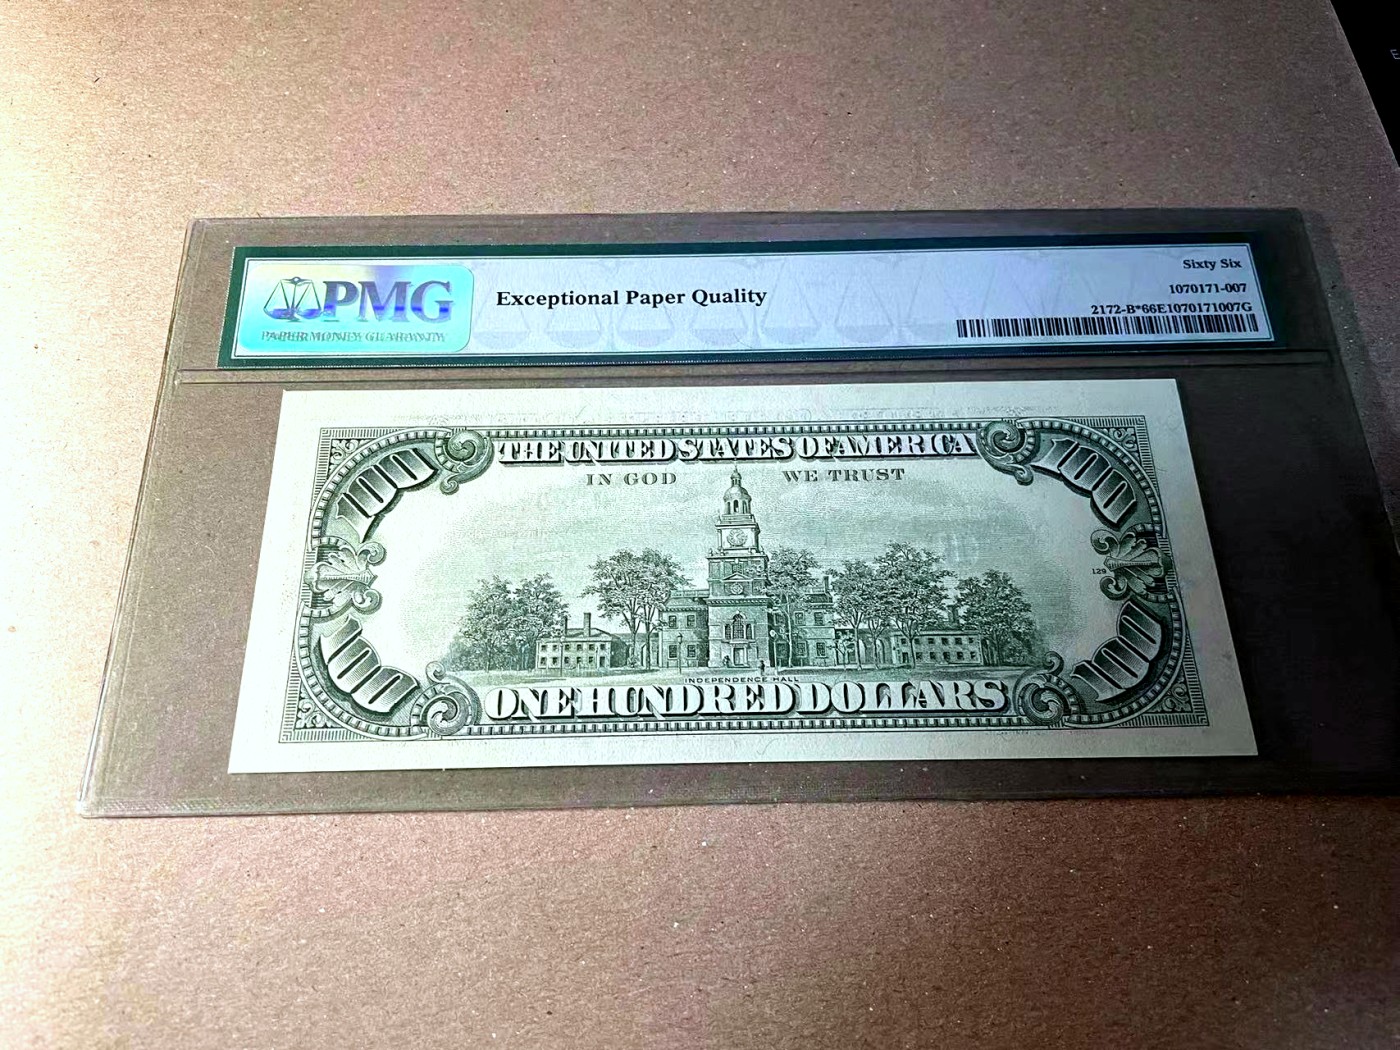 PMG
PAPER MONEY GUARANTY
Exceptional Paper Quality
Sixty Six
1070171-007
2172-B*66E1070171007G
THE UNITED STATES OF AMERICA
IN GOD WE TRUST
100
100
129
100
100
INDEPENDENCE HALL
ONE HUNDRED DOLLARS
E